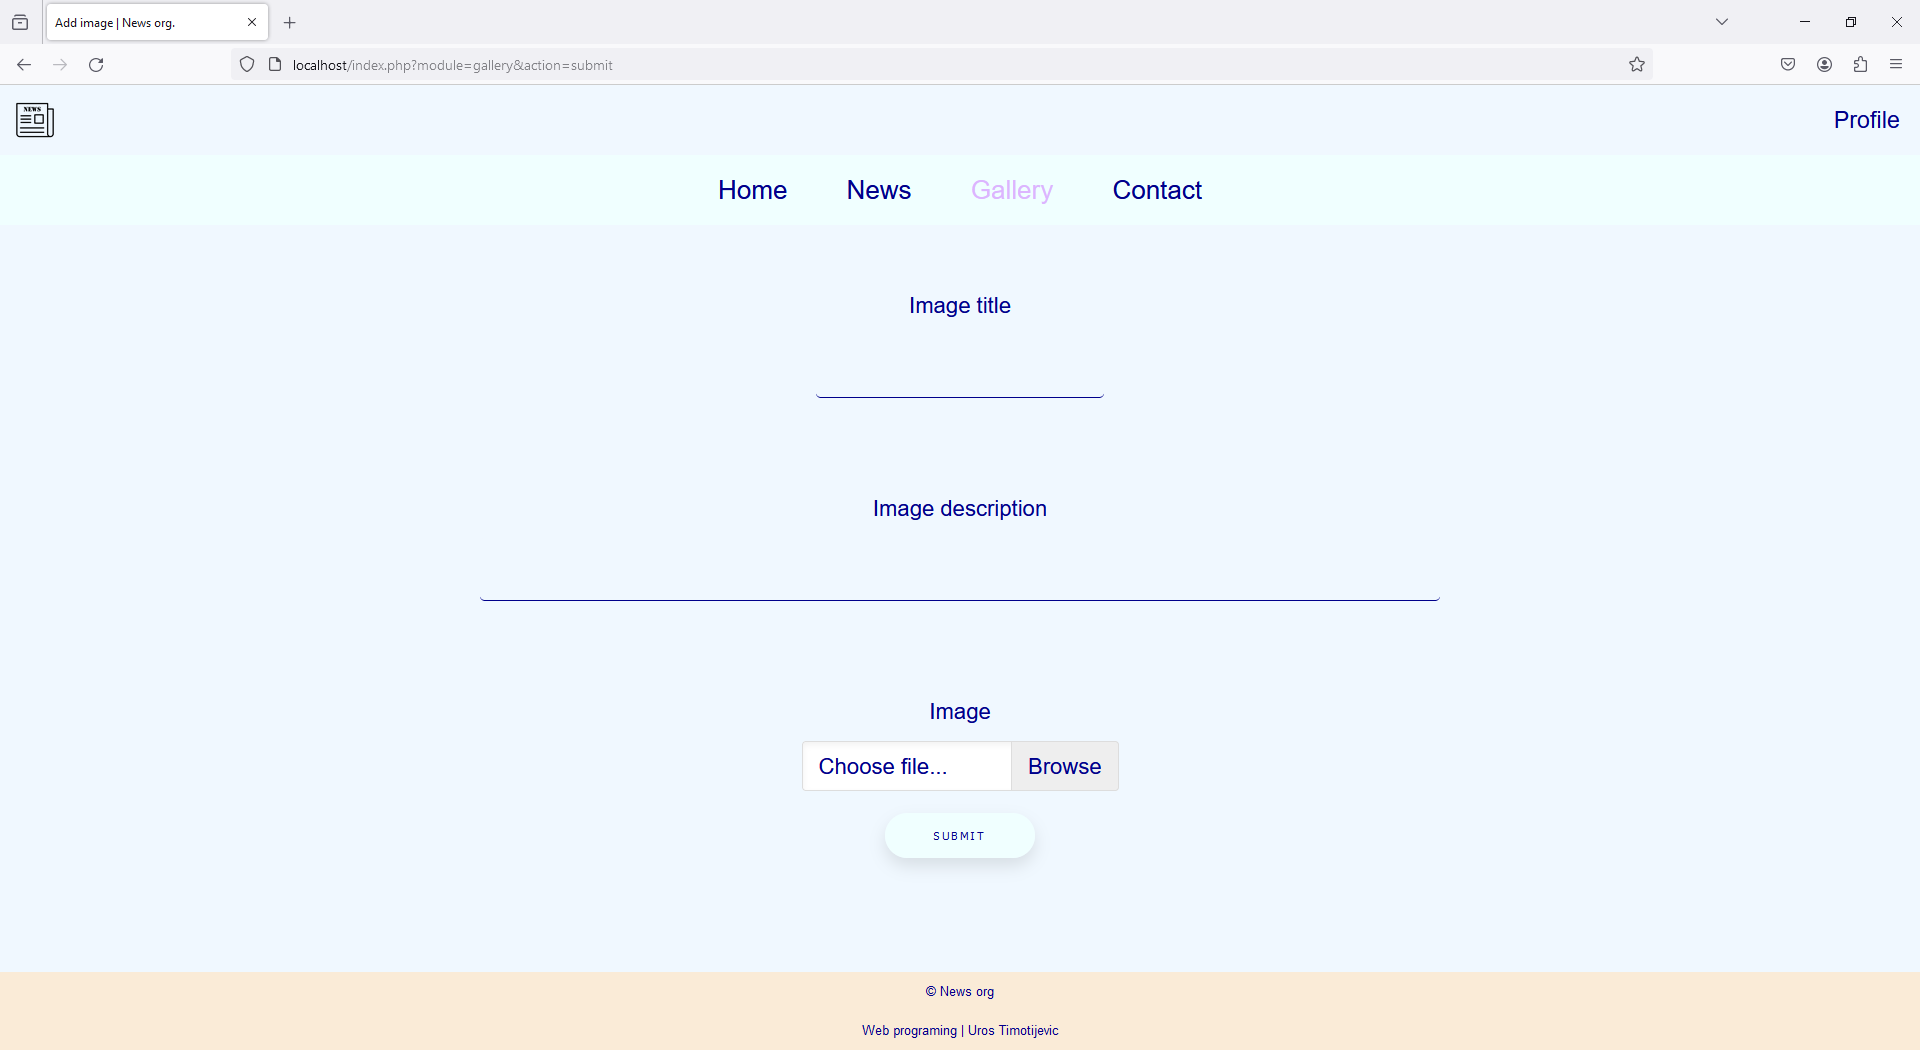 Add image | News org.
localhost/index.php?module=gallery&action=submit
NEWS
Profile
Home News Gallery Contact
Image title
Image description
Image
Choose file... Browse
SUBMIT
© News org
Web programing | Uros Timotijevic